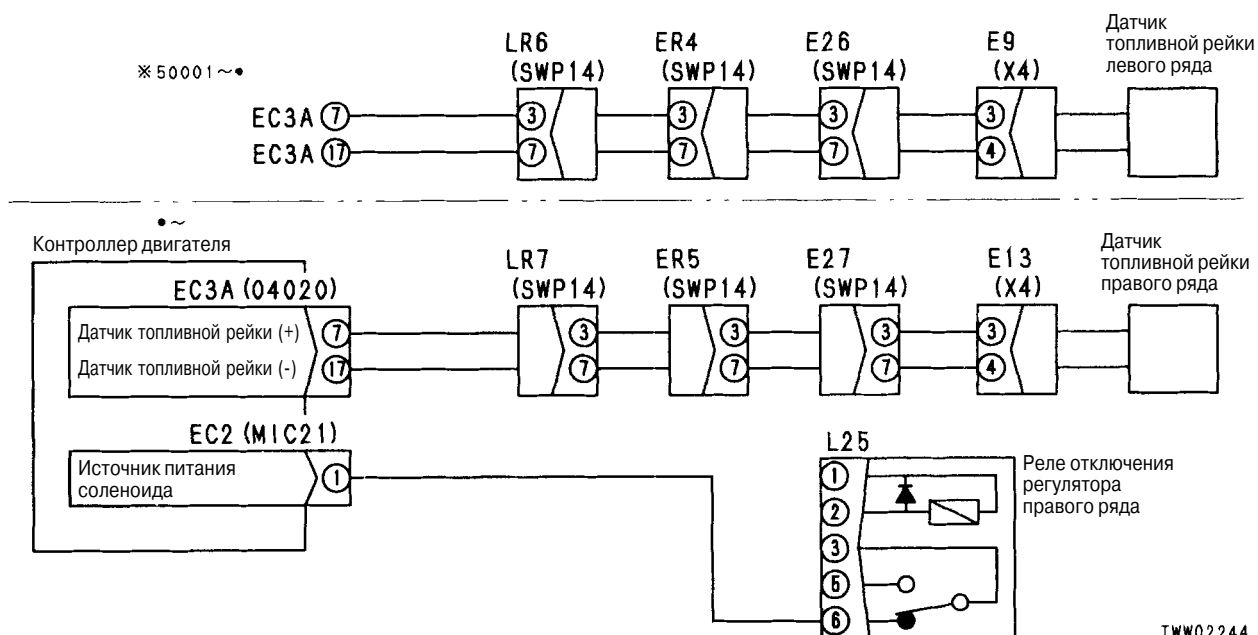 Датчик
топливной рейки
левого ряда
LR6 ER4 E26 E9
(SWP14) (SWP14) (SWP14) (X4)
※50001~●
EC3A ⑦ ③ ③ ③ ③
EC3A ⑰ ⑦ ⑦ ⑦ ④
●~
Контроллер двигателя
Датчик
топливной рейки
правого ряда
LR7 ER5 E27 E13
(SWP14) (SWP14) (SWP14) (X4)
EC3A (04020)
Датчик топливной рейки (+) ⑦ ③ ③ ③ ③
Датчик топливной рейки (-) ⑰ ⑦ ⑦ ⑦ ④
EC2 (MIC21)
Источник питания
соленоида
①
L25
①
②
③
⑤
⑥
Реле отключения
регулятора
правого ряда
TWW02244